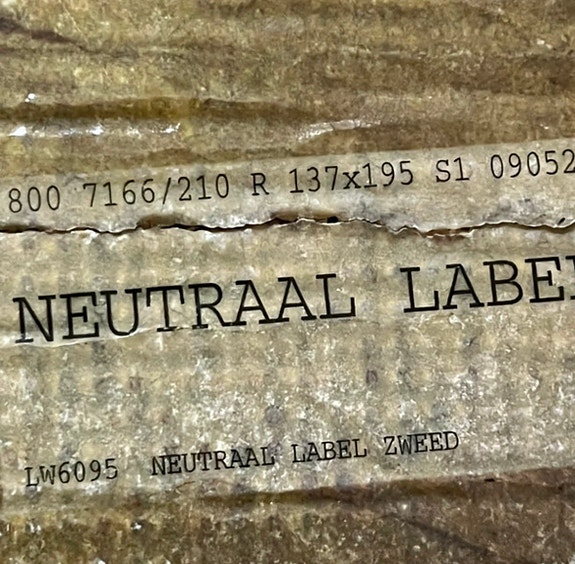 800 7166/210 R 137x195 S1 09052
NEUTRAAL LABEL
LW6095 NEUTRAAL LABEL ZWEED